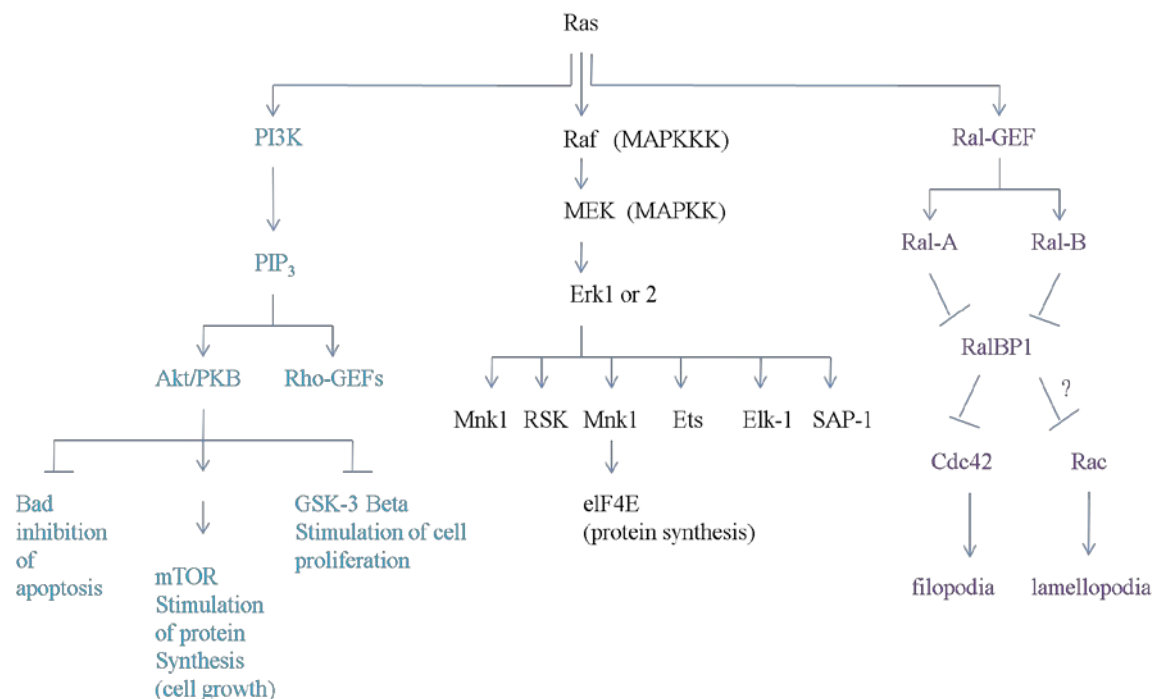 Ras
PI3K
Raf (MAPKKK)
Ral-GEF
MEK (MAPKK)
Ral-A
Ral-B
PIP3
Erk1 or 2
RalBP1
Akt/PKB
Rho-GEFs
?
Mnk1
RSK
Mnk1
Ets
Elk-1
SAP-1
Cdc42
Rac
Bad
inhibition
of
apoptosis
GSK-3 Beta
Stimulation of cell
proliferation
elF4E
(protein synthesis)
mTOR
Stimulation
of protein
Synthesis
(cell growth)
filopodia
lamellopodia